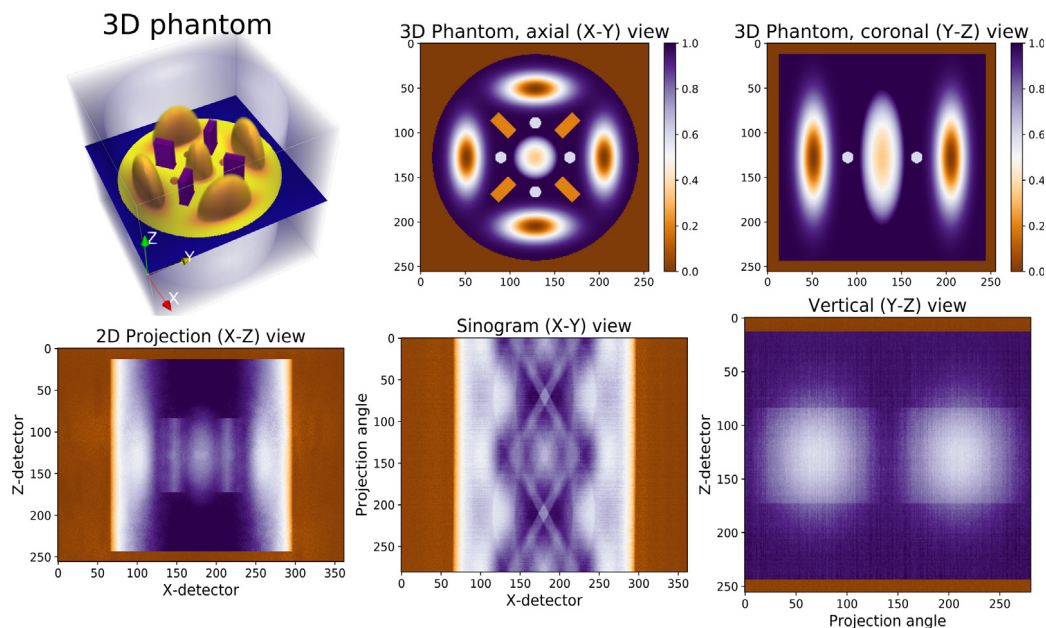 3D phantom
Z
Y
X
3D Phantom, axial (X-Y) view
0
50
100
150
200
250
0 50 100 150 200 250
1.0
0.8
0.6
0.4
0.2
0.0
3D Phantom, coronal (Y-Z) view
0
50
100
150
200
250
0 50 100 150 200 250
1.0
0.8
0.6
0.4
0.2
0.0
2D Projection (X-Z) view
Z-detector
0
50
100
150
200
250
0 50 100 150 200 250 300 350
X-detector
Sinogram (X-Y) view
Projection angle
0
50
100
150
200
250
0 50 100 150 200 250 300 350
X-detector
Vertical (Y-Z) view
Z-detector
0
50
100
150
200
250
0 50 100 150 200 250
Projection angle